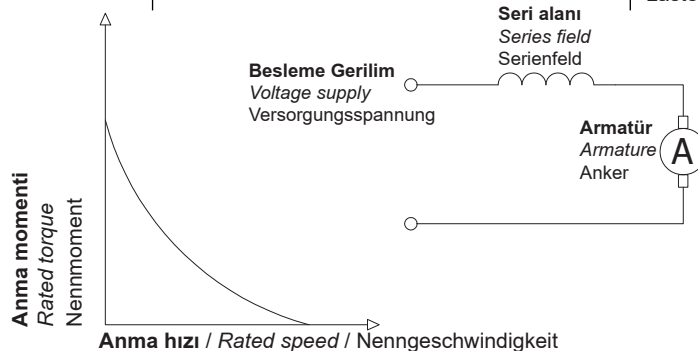 Seri alanı
Series field
Serienfeld
Besleme Gerilim
Voltage supply
Versorgungsspannung
Armatür
Armature
Anker
A
Anma momenti
Rated torque
Nennmoment
Anma hızı / Rated speed / Nenngeschwindigkeit